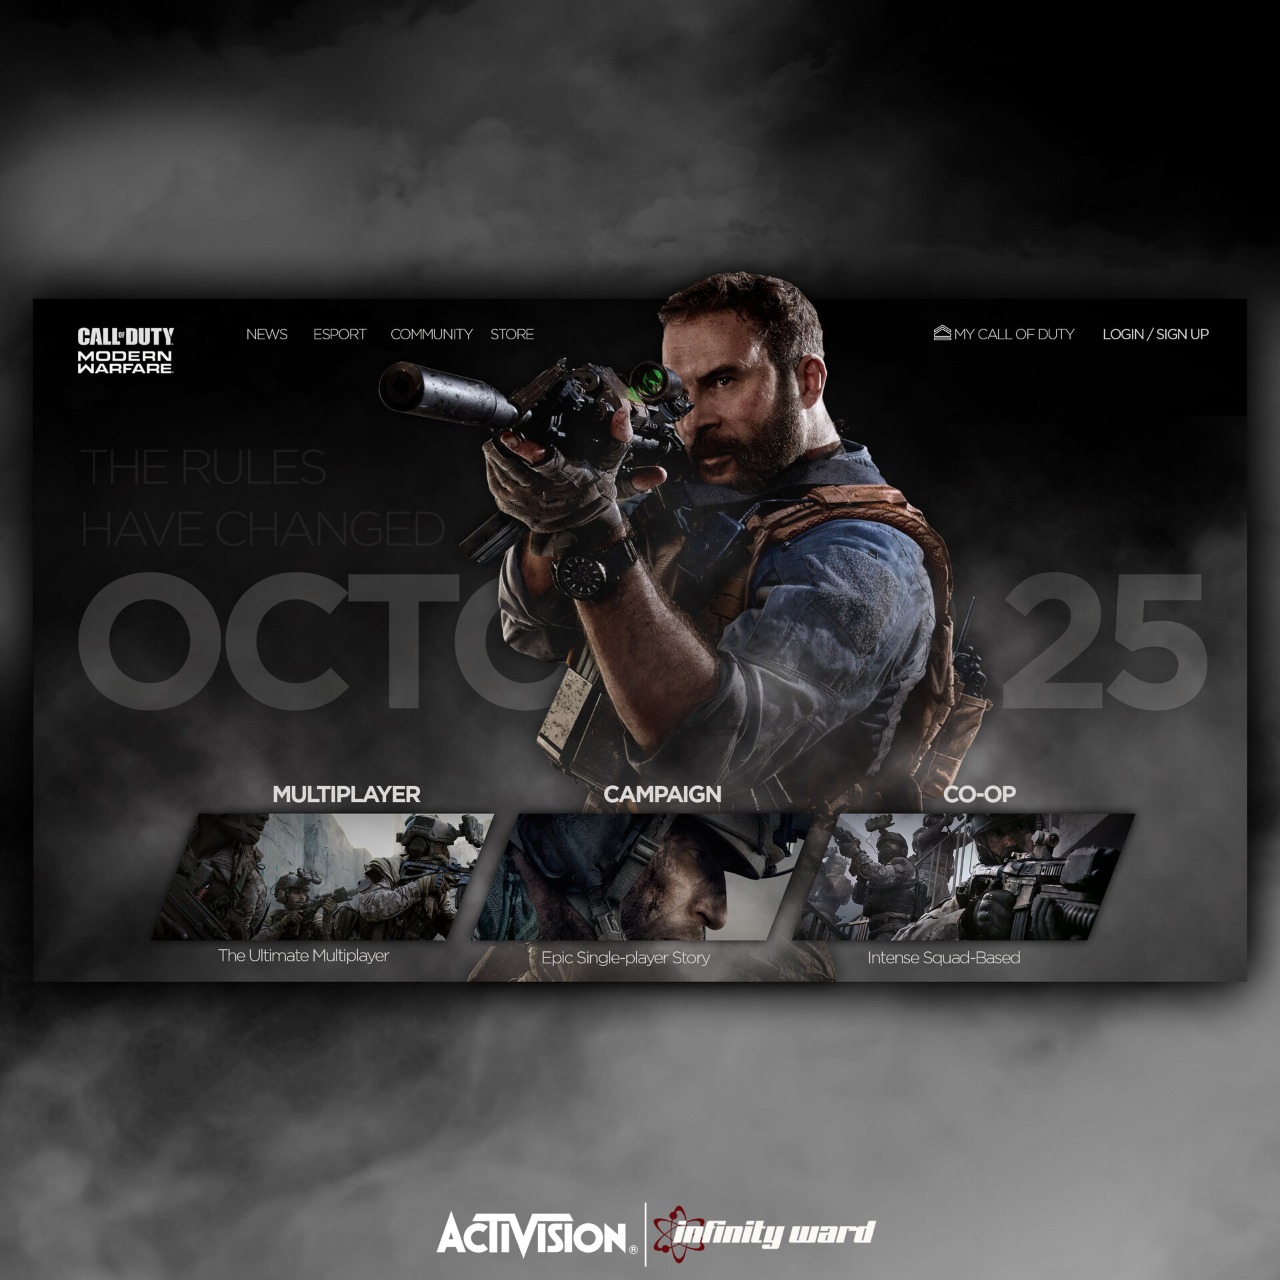 CALL OF DUTY
MODERN
WARFARE
NEWS ESPORT COMMUNITY STORE
MY CALL OF DUTY LOGIN / SIGN UP
THE RULES
HAVE CHANGED
OCTO 25
MULTIPLAYER CAMPAIGN CO-OP
The Ultimate Multiplayer Epic Single-player Story Intense Squad-Based
ACTIVISION® infinity ward